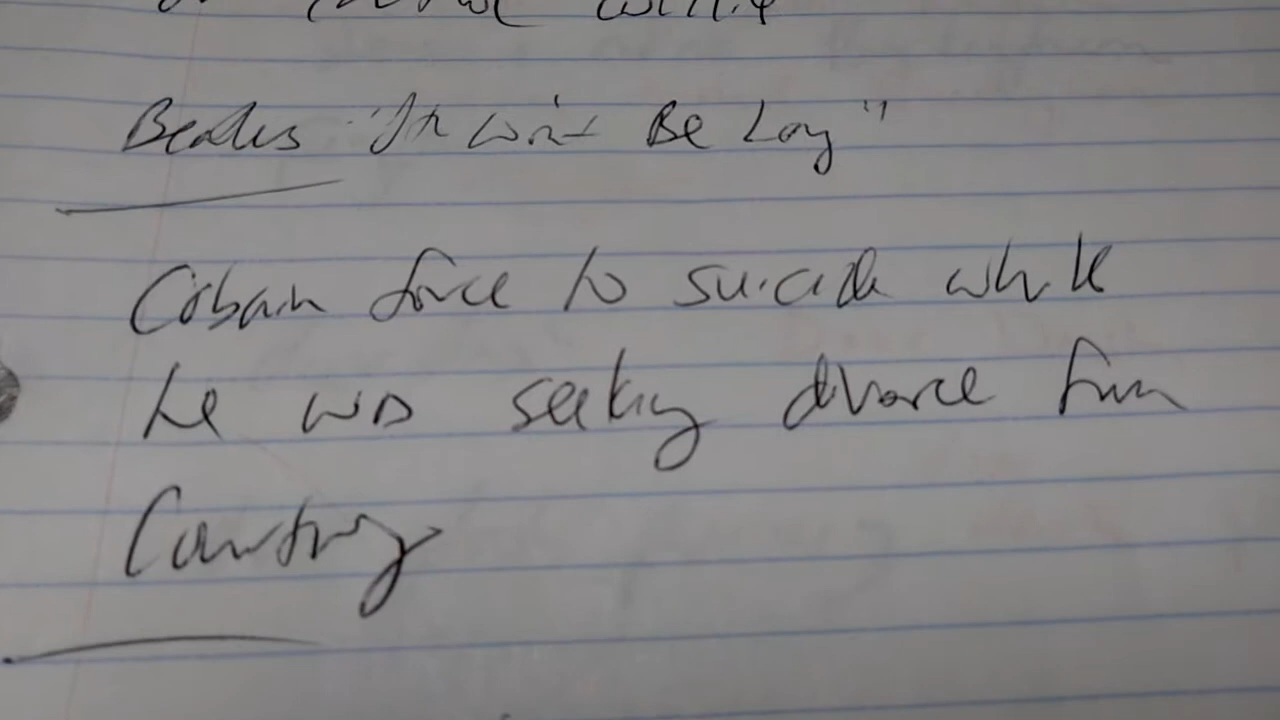 Beatles "It Won't Be Long"
Cobain force to suicide while
he was seeking divorce from
Courtney